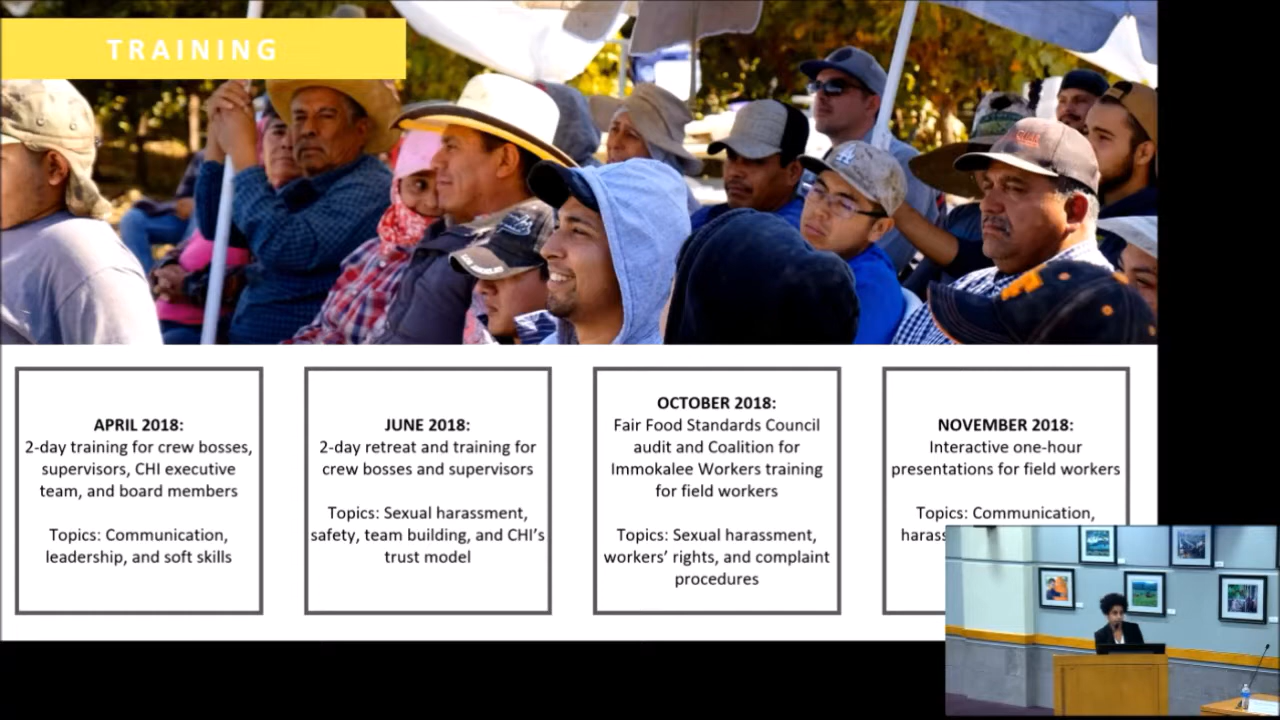 TRAINING
APRIL 2018:
2-day training for crew bosses,
supervisors, CHI executive
team, and board members
Topics: Communication,
leadership, and soft skills
JUNE 2018:
2-day retreat and training for
crew bosses and supervisors
Topics: Sexual harassment,
safety, team building, and CHI's
trust model
OCTOBER 2018:
Fair Food Standards Council
audit and Coalition for
Immokalee Workers training
for field workers
Topics: Sexual harassment,
workers' rights, and complaint
procedures
NOVEMBER 2018:
Interactive one-hour
presentations for field workers
Topics: Communication,